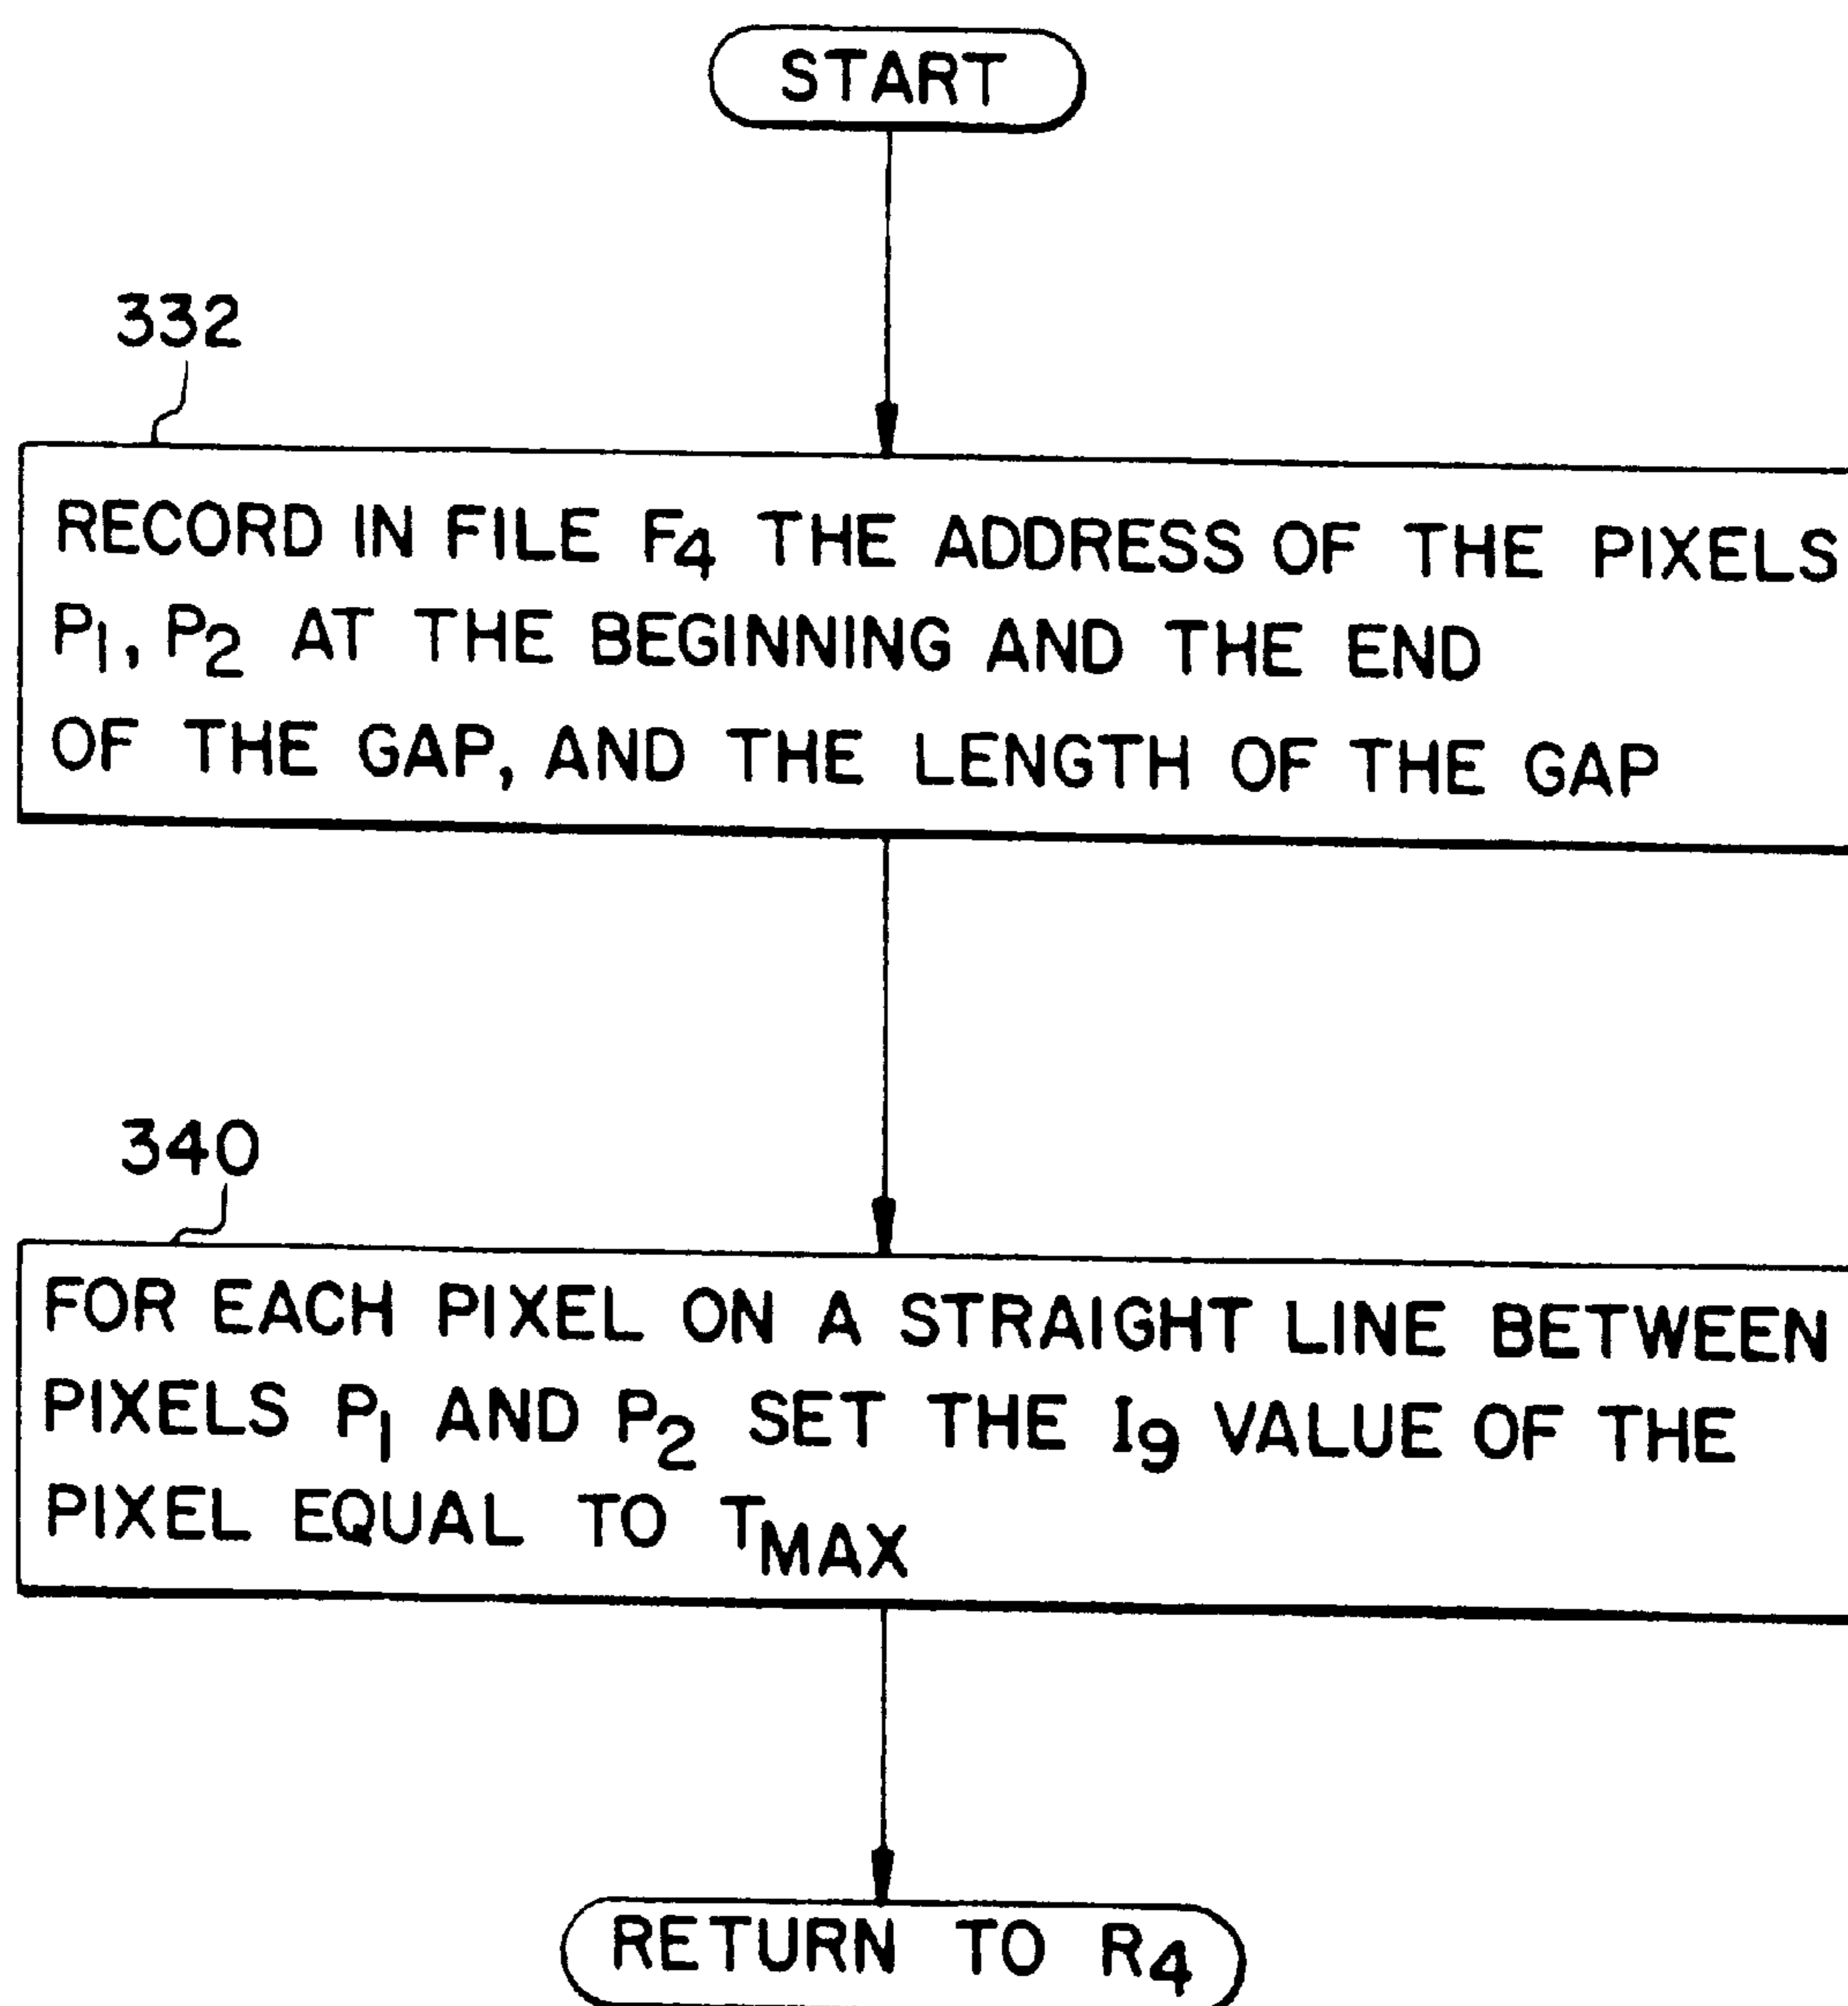 START
332
RECORD IN FILE F4 THE ADDRESS OF THE PIXELS
P1, P2 AT THE BEGINNING AND THE END
OF THE GAP, AND THE LENGTH OF THE GAP
340
FOR EACH PIXEL ON A STRAIGHT LINE BETWEEN
PIXELS P1 AND P2 SET THE I9 VALUE OF THE
PIXEL EQUAL TO TMAX
RETURN TO R4